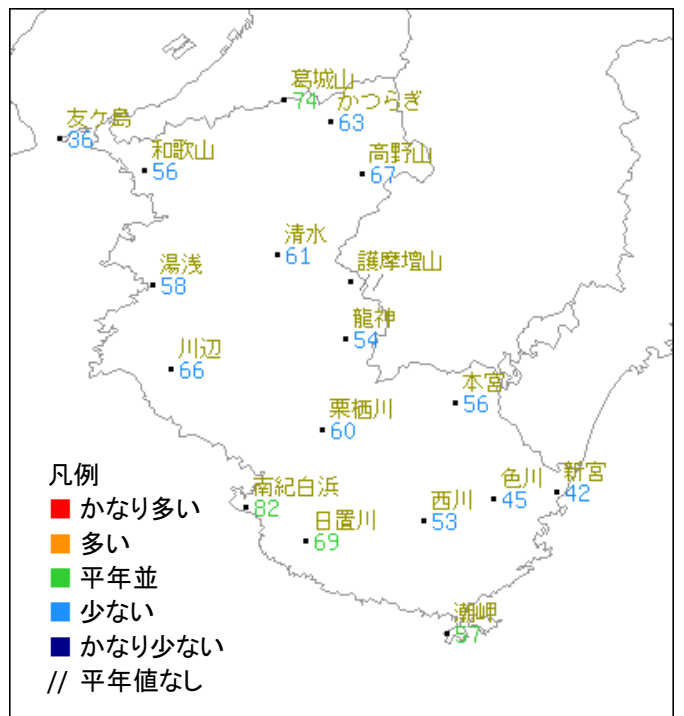 葛城山
74
かつらぎ
63
友ケ島
36
和歌山
56
高野山
67
清水
61
湯浅
58
護摩壇山
//
龍神
54
川辺
66
本宮
56
栗栖川
60
南紀白浜
82
日置川
69
西川
53
色川
45
新宮
42
潮岬
57
凡例
かなり多い
多い
平年並
少ない
かなり少ない
// 平年値なし